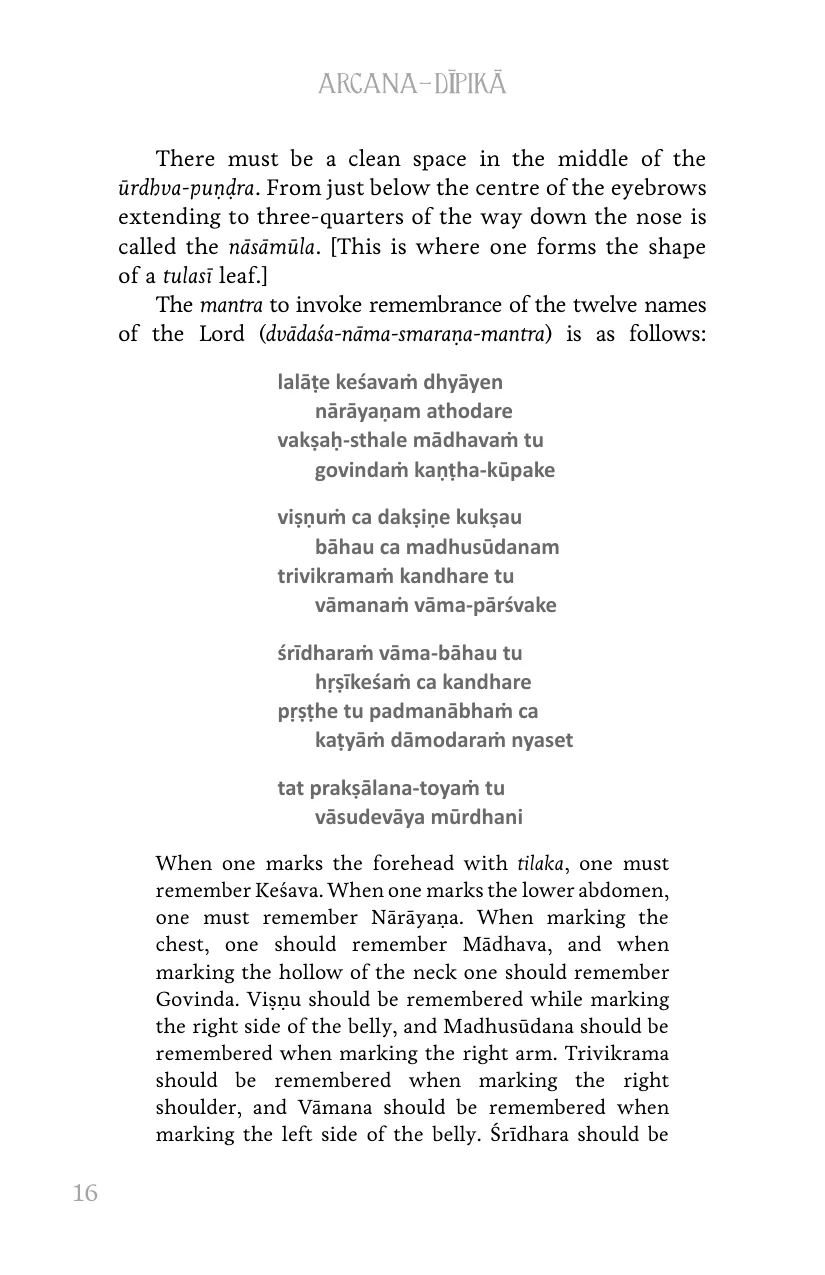 ARCANA–DĪPIKĀ
There must be a clean space in the middle of the
ūrdhva-puṇḍra. From just below the centre of the eyebrows
extending to three-quarters of the way down the nose is
called the nāsāmūla. [This is where one forms the shape
of a tulasī leaf.]
The mantra to invoke remembrance of the twelve names
of the Lord (dvādaśa-nāma-smaraṇa-mantra) is as follows:
lalāṭe keśavaṁ dhyāyen
nārāyaṇam athodare
vakṣaḥ-sthale mādhavaṁ tu
govindaṁ kaṇṭha-kūpake
viṣṇuṁ ca dakṣiṇe kukṣau
bāhau ca madhusūdanam
trivikramaṁ kandhare tu
vāmanaṁ vāma-pārśvake
śrīdharaṁ vāma-bāhau tu
hṛṣīkeśaṁ ca kandhare
pṛṣṭhe tu padmanābhaṁ ca
kaṭyāṁ dāmodaraṁ nyaset
tat prakṣālana-toyaṁ tu
vāsudevāya mūrdhani
When one marks the forehead with tilaka, one must
remember Keśava. When one marks the lower abdomen,
one must remember Nārāyaṇa. When marking the
chest, one should remember Mādhava, and when
marking the hollow of the neck one should remember
Govinda. Viṣṇu should be remembered while marking
the right side of the belly, and Madhusūdana should be
remembered when marking the right arm. Trivikrama
should be remembered when marking the right
shoulder, and Vāmana should be remembered when
marking the left side of the belly. Śrīdhara should be
16